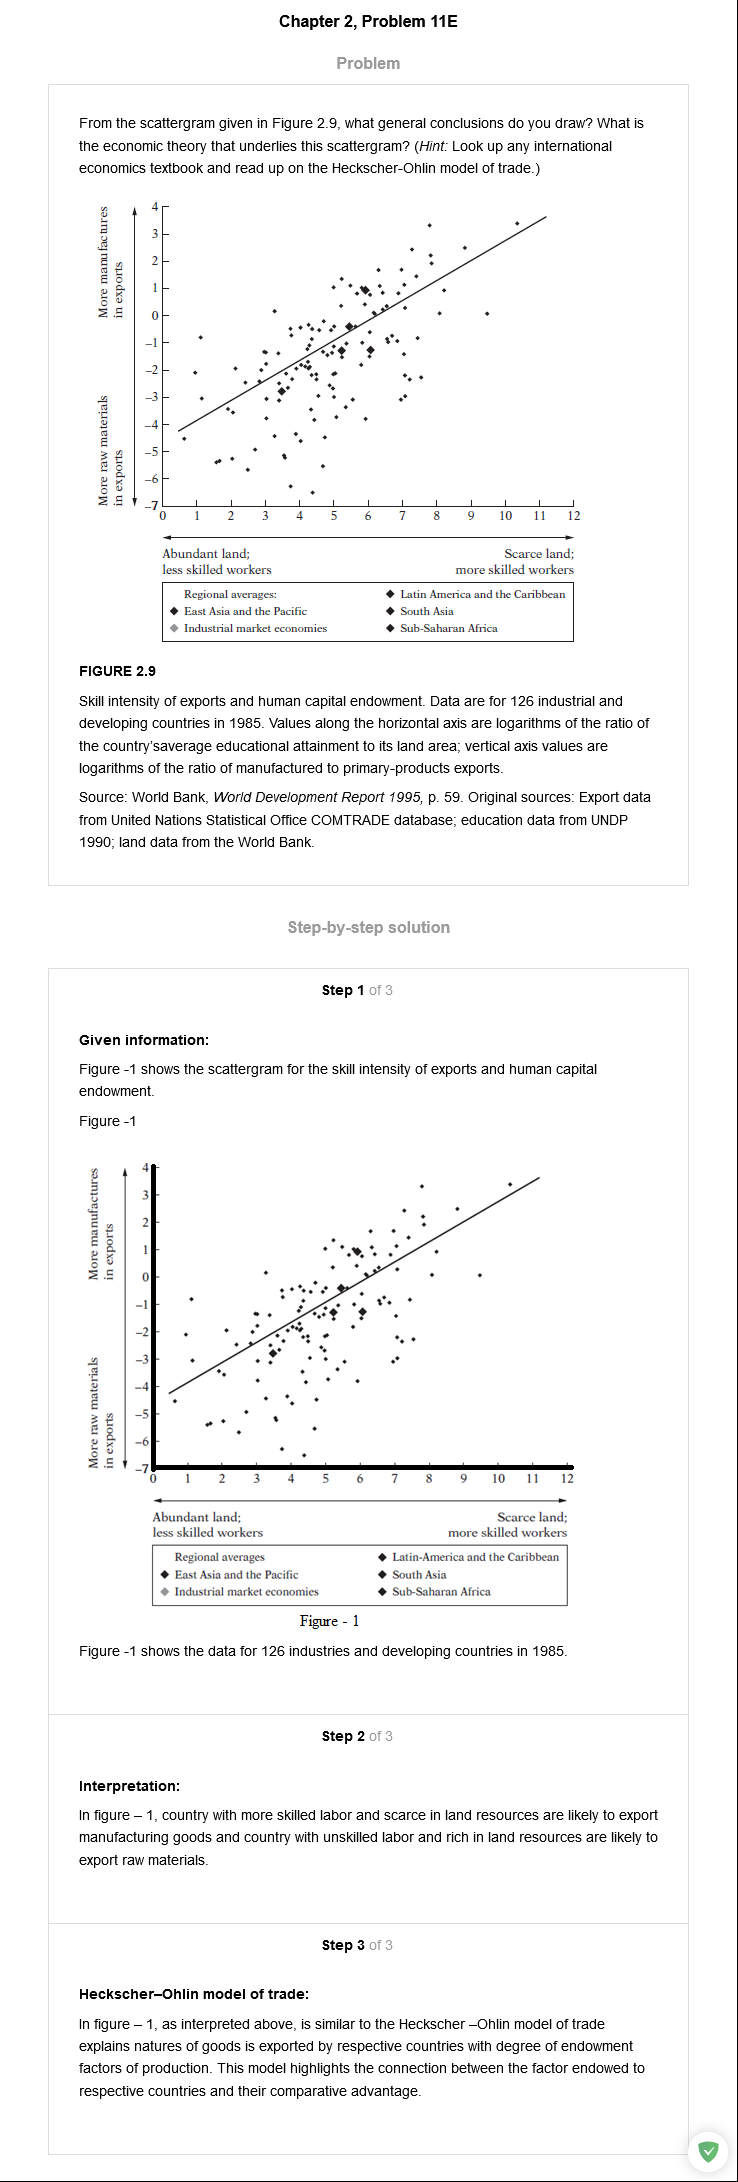 Chapter 2, Problem 11E
Problem
From the scattergram given in Figure 2.9, what general conclusions do you draw? What is
the economic theory that underlies this scattergram? (Hint: Look up any international
economics textbook and read up on the Heckscher-Ohlin model of trade.)
More manufactures
in exports
More raw materials
in exports
4
3
2
1
0
–1
–2
–3
–4
–5
–6
–7
0 1 2 3 4 5 6 7 8 9 10 11 12
Abundant land; Scarce land;
less skilled workers more skilled workers
Regional averages: ◆ Latin America and the Caribbean
◆ East Asia and the Pacific ◆ South Asia
◆ Industrial market economies ◆ Sub-Saharan Africa
FIGURE 2.9
Skill intensity of exports and human capital endowment. Data are for 126 industrial and
developing countries in 1985. Values along the horizontal axis are logarithms of the ratio of
the country'saverage educational attainment to its land area; vertical axis values are
logarithms of the ratio of manufactured to primary-products exports.
Source: World Bank, World Development Report 1995, p. 59. Original sources: Export data
from United Nations Statistical Office COMTRADE database; education data from UNDP
1990; land data from the World Bank.
Step-by-step solution
Step 1 of 3
Given information:
Figure -1 shows the scattergram for the skill intensity of exports and human capital
endowment.
Figure -1
More manufactures
in exports
More raw materials
in exports
4
3
2
1
0
–1
–2
–3
–4
–5
–6
–7
0 1 2 3 4 5 6 7 8 9 10 11 12
Abundant land; Scarce land;
less skilled workers more skilled workers
Regional averages ◆ Latin-America and the Caribbean
◆ East Asia and the Pacific ◆ South Asia
◆ Industrial market economies ◆ Sub-Saharan Africa
Figure - 1
Figure -1 shows the data for 126 industries and developing countries in 1985.
Step 2 of 3
Interpretation:
In figure – 1, country with more skilled labor and scarce in land resources are likely to export
manufacturing goods and country with unskilled labor and rich in land resources are likely to
export raw materials.
Step 3 of 3
Heckscher–Ohlin model of trade:
In figure – 1, as interpreted above, is similar to the Heckscher –Ohlin model of trade
explains natures of goods is exported by respective countries with degree of endowment
factors of production. This model highlights the connection between the factor endowed to
respective countries and their comparative advantage.